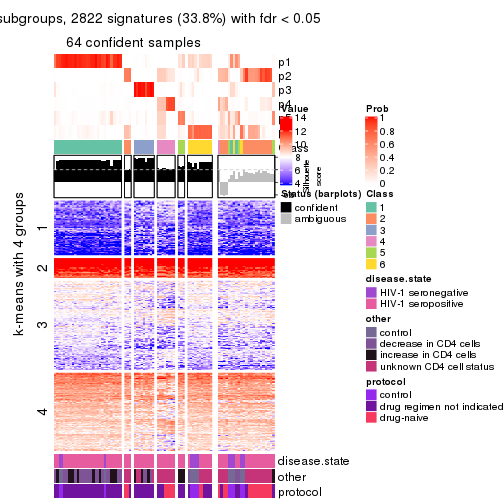 subgroups, 2822 signatures (33.8%) with fdr < 0.05
64 confident samples
p1
p2
p3
p4
Value
14
12
10
8
6
4
Silhouette
score
Status (barplots)
confident
ambiguous
Prob
1
0.8
0.6
0.4
0.2
0
Class
1
2
3
4
5
6
disease.state
HIV-1 seronegative
HIV-1 seropositive
other
control
decrease in CD4 cells
increase in CD4 cells
unknown CD4 cell status
protocol
control
drug regimen not indicated
drug-naive
k-means with 4 groups
1
2
3
4
disease.state
other
protocol